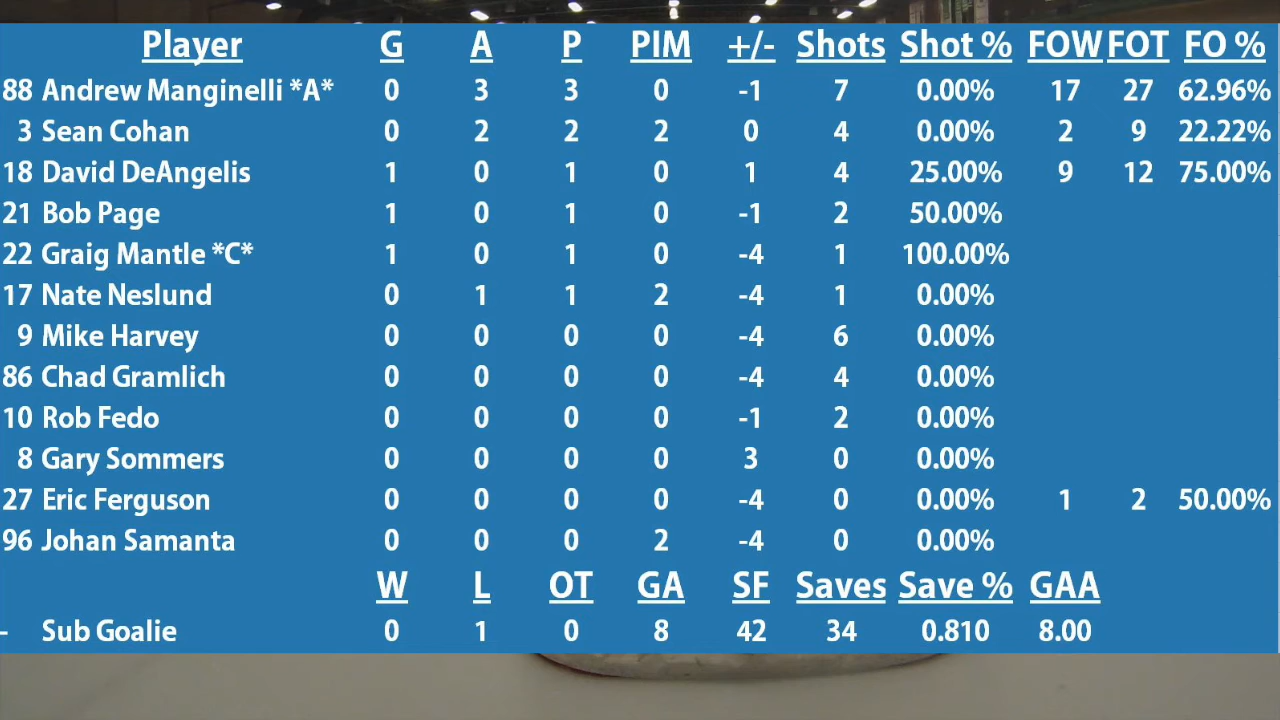 Player G A P PIM +/- Shots Shot % FOW FOT FO %
88 Andrew Manginelli *A* 0 3 3 0 -1 7 0.00% 17 27 62.96%
3 Sean Cohan 0 2 2 2 0 4 0.00% 2 9 22.22%
18 David DeAngelis 1 0 1 0 1 4 25.00% 9 12 75.00%
21 Bob Page 1 0 1 0 -1 2 50.00%
22 Graig Mantle *C* 1 0 1 0 -4 1 100.00%
17 Nate Neslund 0 1 1 2 -4 1 0.00%
9 Mike Harvey 0 0 0 0 -4 6 0.00%
86 Chad Gramlich 0 0 0 0 -4 4 0.00%
10 Rob Fedo 0 0 0 0 -1 2 0.00%
8 Gary Sommers 0 0 0 0 3 0 0.00%
27 Eric Ferguson 0 0 0 0 -4 0 0.00% 1 2 50.00%
96 Johan Samanta 0 0 0 2 -4 0 0.00%
W L OT GA SF Saves Save % GAA
- Sub Goalie 0 1 0 8 42 34 0.810 8.00